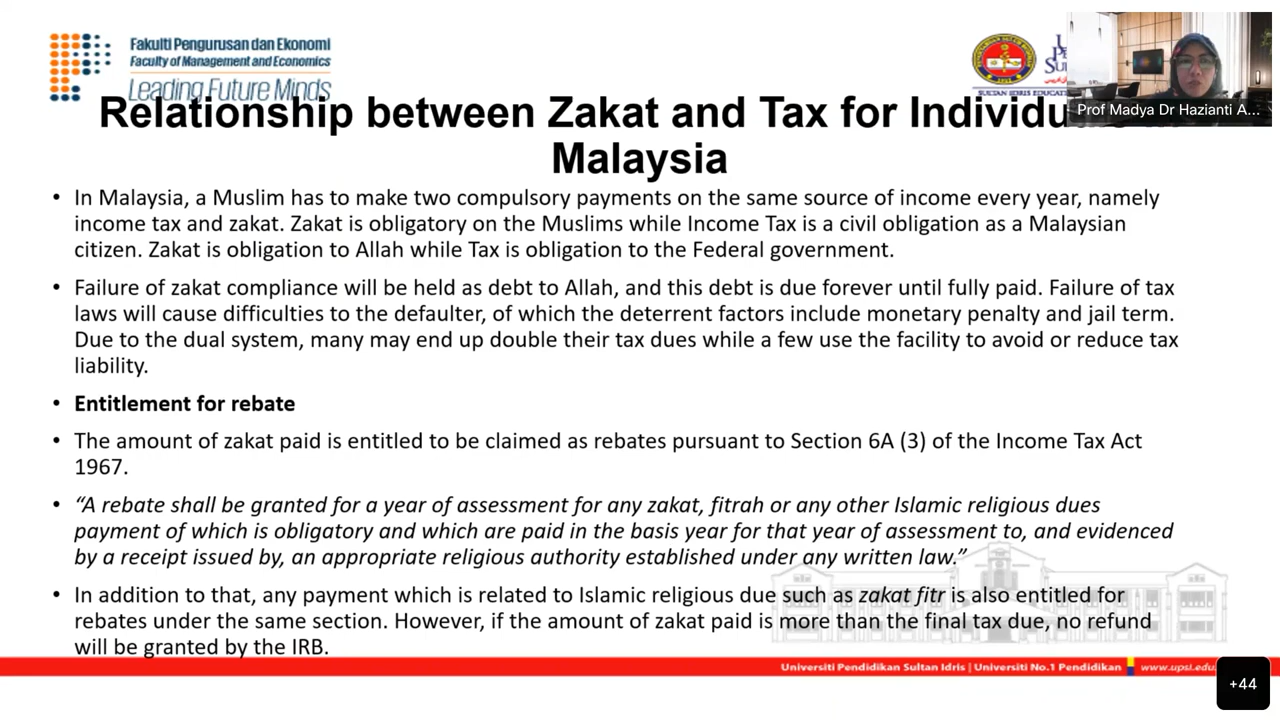 Fakulti Pengurusan dan Ekonomi
Faculty of Management and Economics
Leading Future Minds
Relationship between Zakat and Tax for Individu
Malaysia
Prof Madya Dr Hazianti A...
• In Malaysia, a Muslim has to make two compulsory payments on the same source of income every year, namely
income tax and zakat. Zakat is obligatory on the Muslims while Income Tax is a civil obligation as a Malaysian
citizen. Zakat is obligation to Allah while Tax is obligation to the Federal government.
• Failure of zakat compliance will be held as debt to Allah, and this debt is due forever until fully paid. Failure of tax
laws will cause difficulties to the defaulter, of which the deterrent factors include monetary penalty and jail term.
Due to the dual system, many may end up double their tax dues while a few use the facility to avoid or reduce tax
liability.
• Entitlement for rebate
• The amount of zakat paid is entitled to be claimed as rebates pursuant to Section 6A (3) of the Income Tax Act
1967.
• “A rebate shall be granted for a year of assessment for any zakat, fitrah or any other Islamic religious dues
payment of which is obligatory and which are paid in the basis year for that year of assessment to, and evidenced
by a receipt issued by, an appropriate religious authority established under any written law.”
• In addition to that, any payment which is related to Islamic religious due such as zakat fitr is also entitled for
rebates under the same section. However, if the amount of zakat paid is more than the final tax due, no refund
will be granted by the IRB.
Universiti Pendidikan Sultan Idris | Universiti No.1 Pendidikan www.upsi.edu
+44